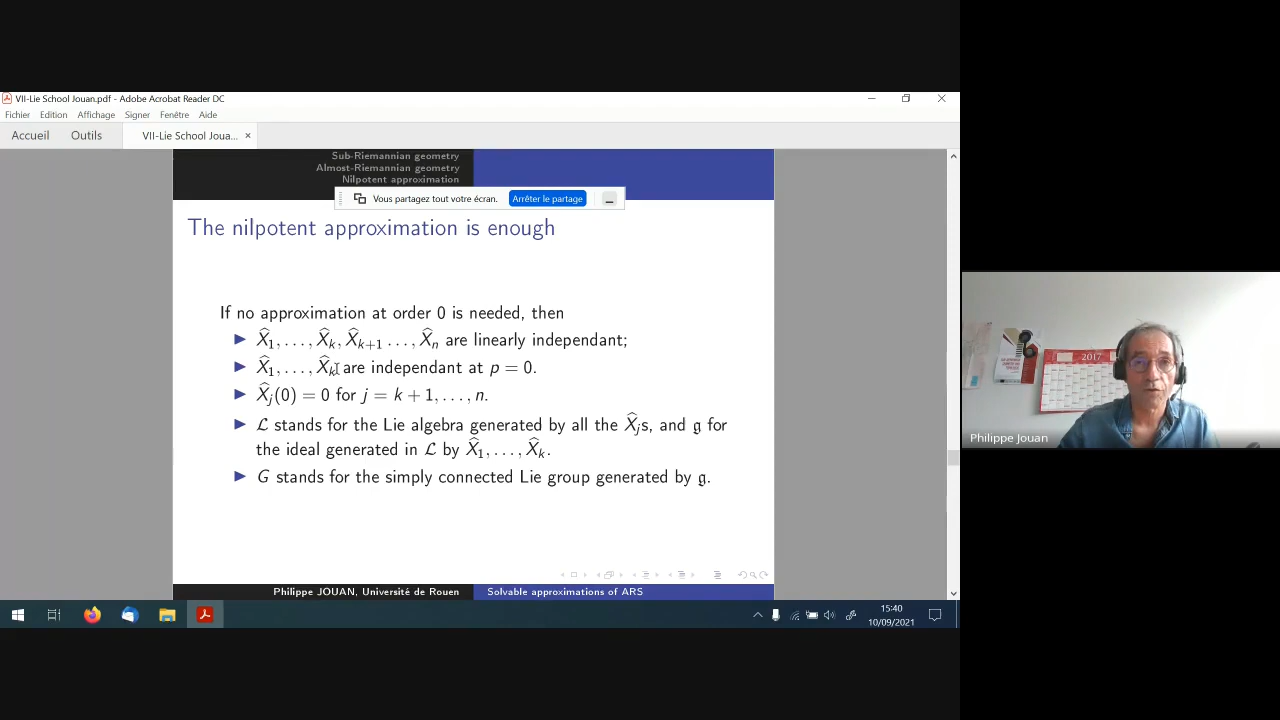 VII-Lie School Jouan.pdf - Adobe Acrobat Reader DC
Fichier Edition Affichage Signer Fenêtre Aide
Accueil Outils VII-Lie School Joua... ×
Sub-Riemannian geometry
Almost-Riemannian geometry
Nilpotent approximation
Vous partagez tout votre écran. Arrêter le partage
The nilpotent approximation is enough
If no approximation at order 0 is needed, then
► X̂₁, . . . , X̂ₖ, X̂ₖ₊₁ . . . , X̂ₙ are linearly independant;
► X̂₁, . . . , X̂ₖ are independant at p = 0.
► X̂ⱼ(0) = 0 for j = k + 1, . . . , n.
► ℒ stands for the Lie algebra generated by all the X̂ⱼs, and 𝔤 for
the ideal generated in ℒ by X̂₁, . . . , X̂ₖ.
► G stands for the simply connected Lie group generated by 𝔤.
Philippe JOUAN, Université de Rouen Solvable approximations of ARS
15:40
10/09/2021
2017
Philippe Jouan